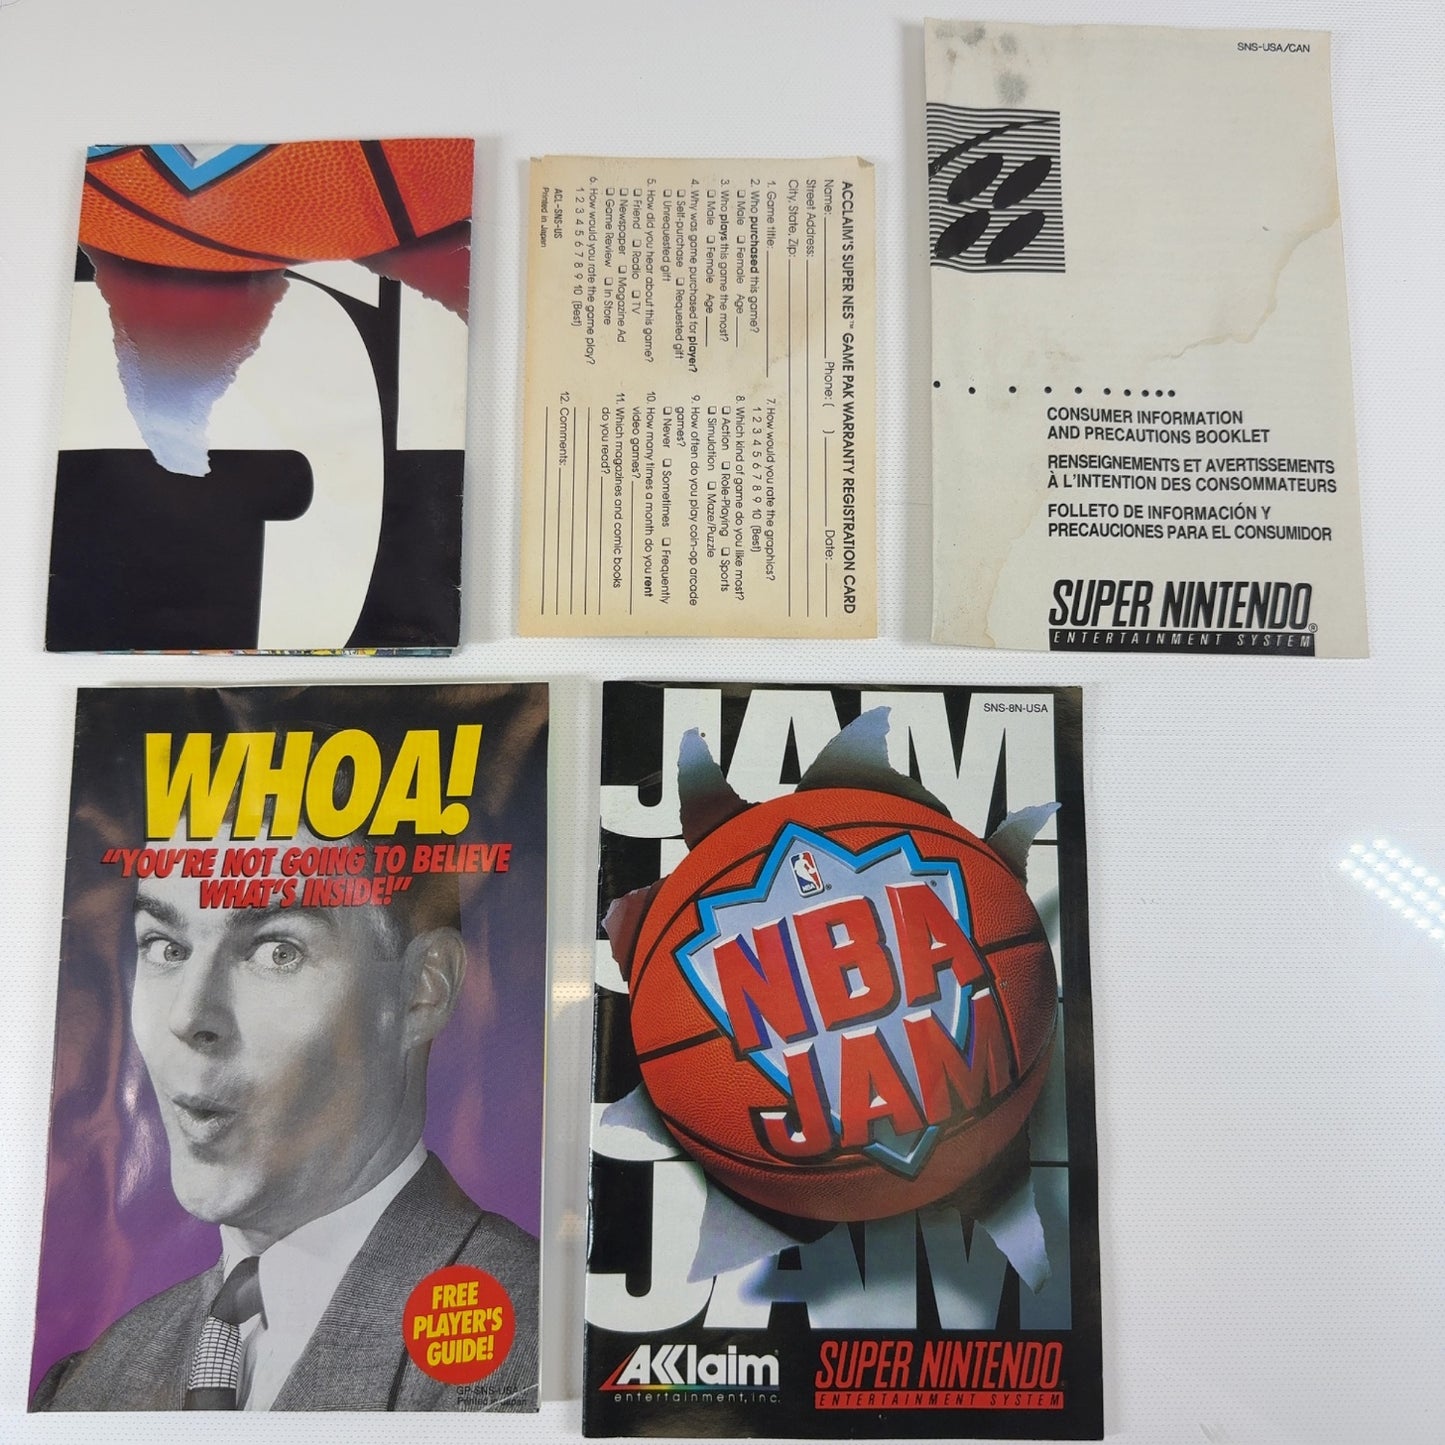 ACCLAIM'S SUPER NES™ GAME PAK WARRANTY REGISTRATION CARD
Name: Phone: ( ) Date:
Street Address:
City, State, Zip:
1. Game title:
2. Who purchased this game?
❑ Male ❑ Female Age
3. Who plays this game the most?
❑ Male ❑ Female Age
4. Why was game purchased for player?
❑ Self-purchase ❑ Requested gift
❑ Unrequested gift
5. How did you hear about this game?
❑ Friend ❑ Radio ❑ TV
❑ Newspaper ❑ Magazine Ad
❑ Game Review ❑ In Store
6. How would you rate the game play?
1 2 3 4 5 6 7 8 9 10 (Best)
7. How would you rate the graphics?
1 2 3 4 5 6 7 8 9 10 (Best)
8. Which kind of game do you like most?
❑ Action ❑ Role-Playing ❑ Sports
❑ Simulation ❑ Maze/Puzzle
9. How often do you play coin-op arcade
games?
❑ Never ❑ Sometimes ❑ Frequently
10. How many times a month do you rent
video games?
11. Which magazines and comic books
do you read?
12. Comments:
ACL-SNS-US
Printed in Japan
SNS-USA/CAN
CONSUMER INFORMATION
AND PRECAUTIONS BOOKLET
RENSEIGNEMENTS ET AVERTISSEMENTS
À L'INTENTION DES CONSOMMATEURS
FOLLETO DE INFORMACIÓN Y
PRECAUCIONES PARA EL CONSUMIDOR
SUPER NINTENDO®
ENTERTAINMENT SYSTEM
WHOA!
"YOU'RE NOT GOING TO BELIEVE
WHAT'S INSIDE!"
FREE
PLAYER'S
GUIDE!
GP-SNS-USA
Printed in Japan
JAM
SNS-8N-USA
NBA
NBA
JAM
JAM
AKKlaim
entertainment, inc.
SUPER NINTENDO
ENTERTAINMENT SYSTEM